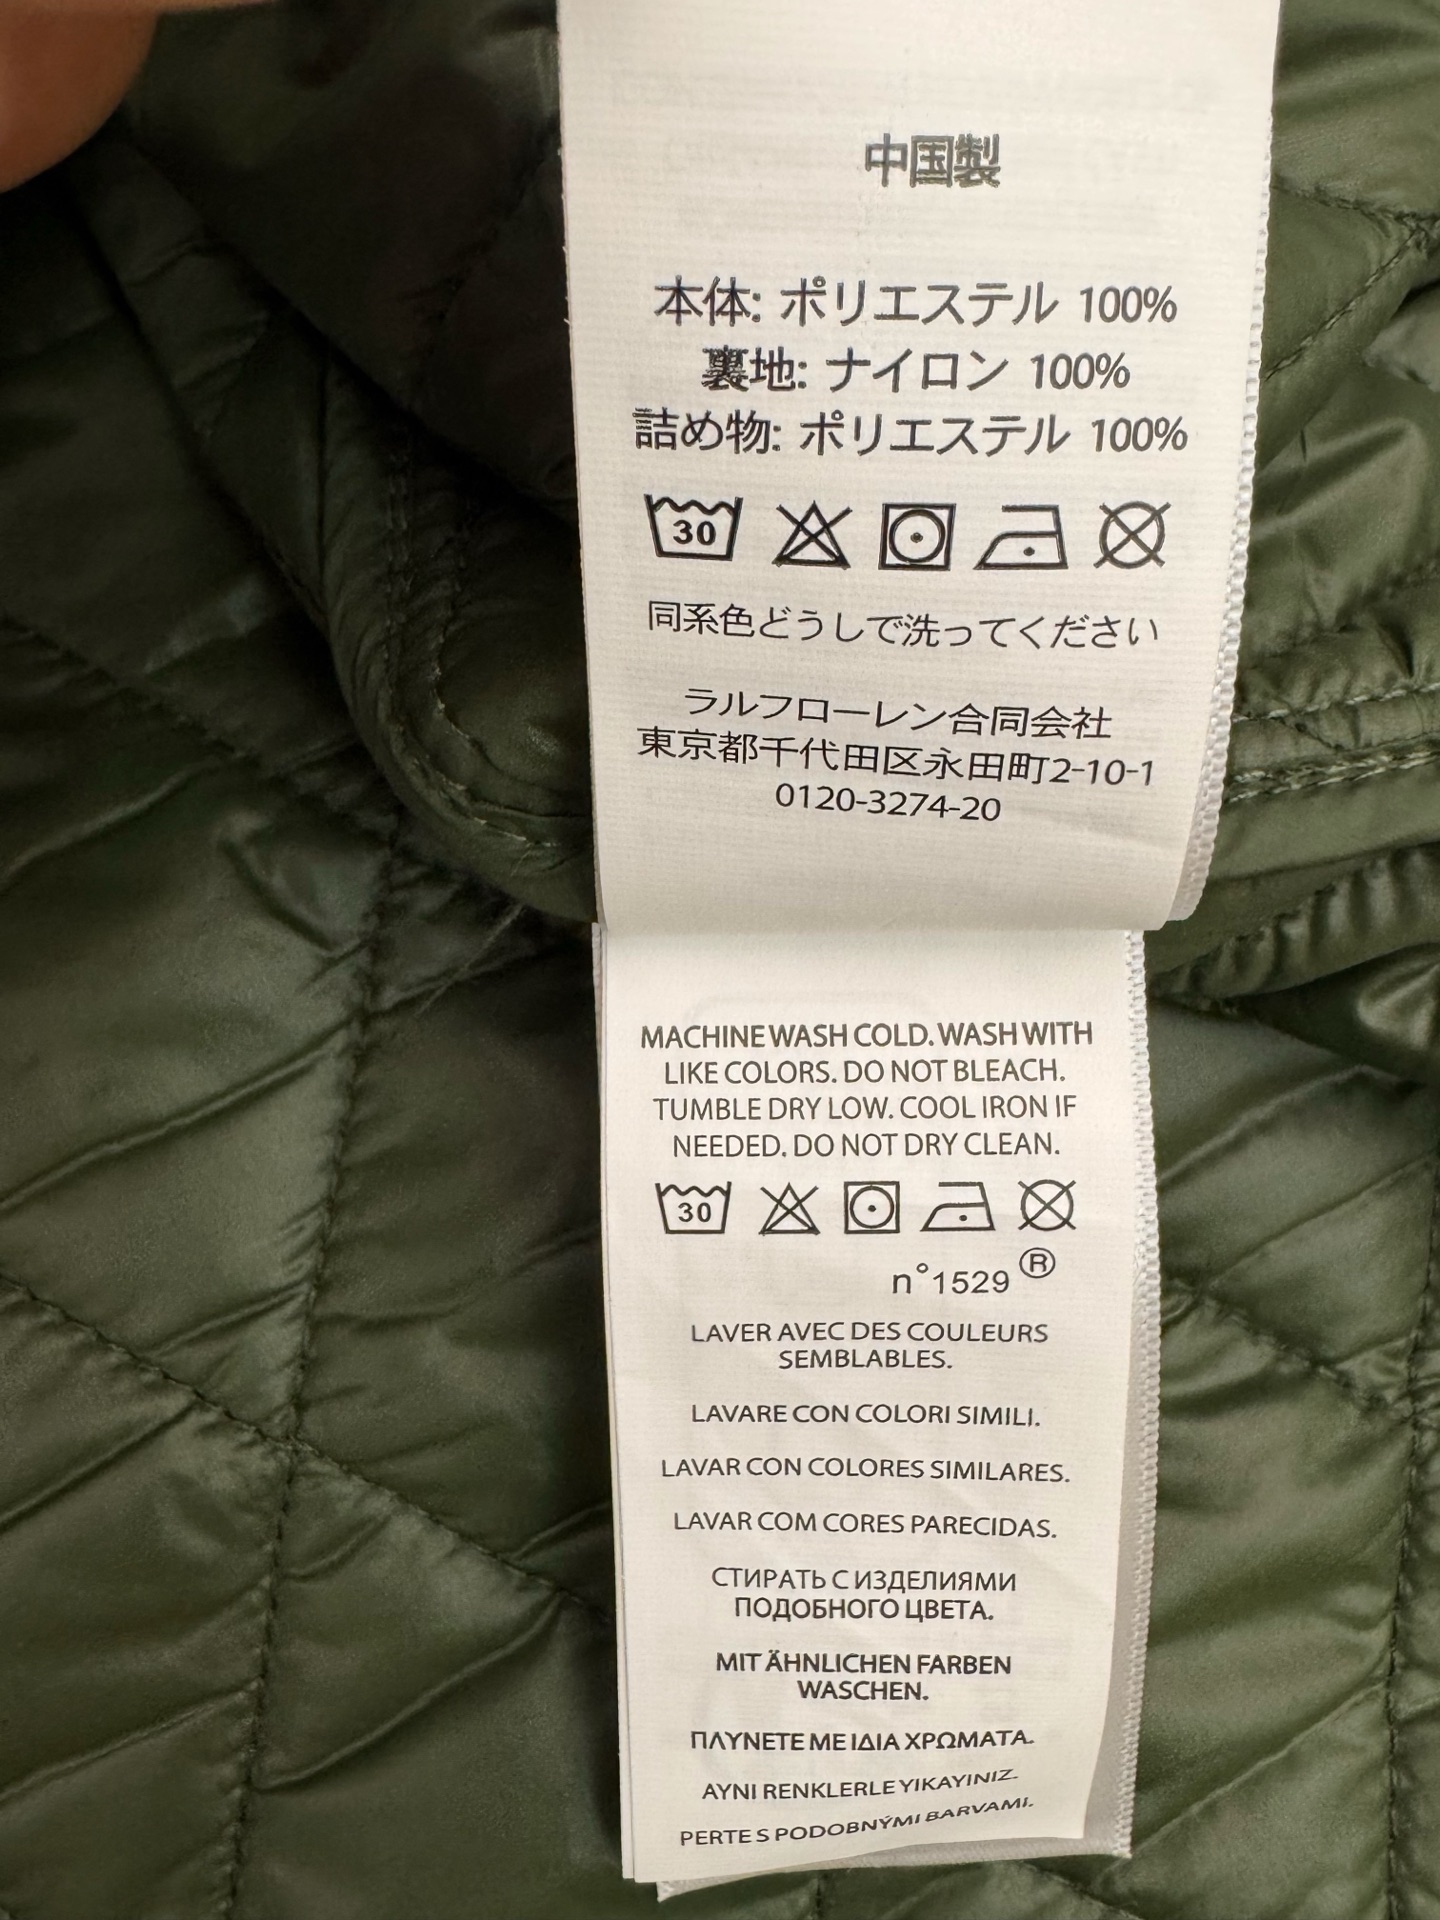 中国製
本体: ポリエステル 100%
裏地: ナイロン 100%
詰め物: ポリエステル 100%
30
同系色どうしで洗ってください
ラルフローレン合同会社
東京都千代田区永田町2-10-1
0120-3274-20
MACHINE WASH COLD. WASH WITH
LIKE COLORS. DO NOT BLEACH.
TUMBLE DRY LOW. COOL IRON IF
NEEDED. DO NOT DRY CLEAN.
30
n°1529 ®
LAVER AVEC DES COULEURS
SEMBLABLES.
LAVARE CON COLORI SIMILI.
LAVAR CON COLORES SIMILARES.
LAVAR COM CORES PARECIDAS.
СТИРАТЬ С ИЗДЕЛИЯМИ
ПОДОБНОГО ЦВЕТА.
MIT ÄHNLICHEN FARBEN
WASCHEN.
ΠΛΥΝΕΤΕ ΜΕ ΙΔΙΑ ΧΡΩΜΑΤΑ.
AYNI RENKLERLE YIKAYINIZ.
PERTE S PODOBNÝMI BARVAMI.